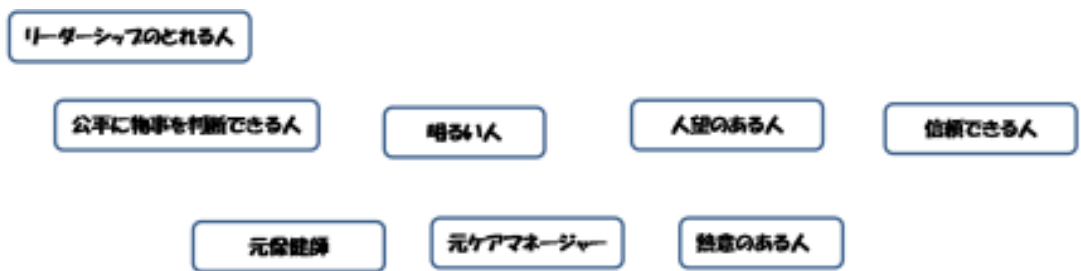 リーダーシップのとれる人
公平に物事を判断できる人
明るい人
人望のある人
信頼できる人
元保健師
元ケアマネージャー
熱意のある人